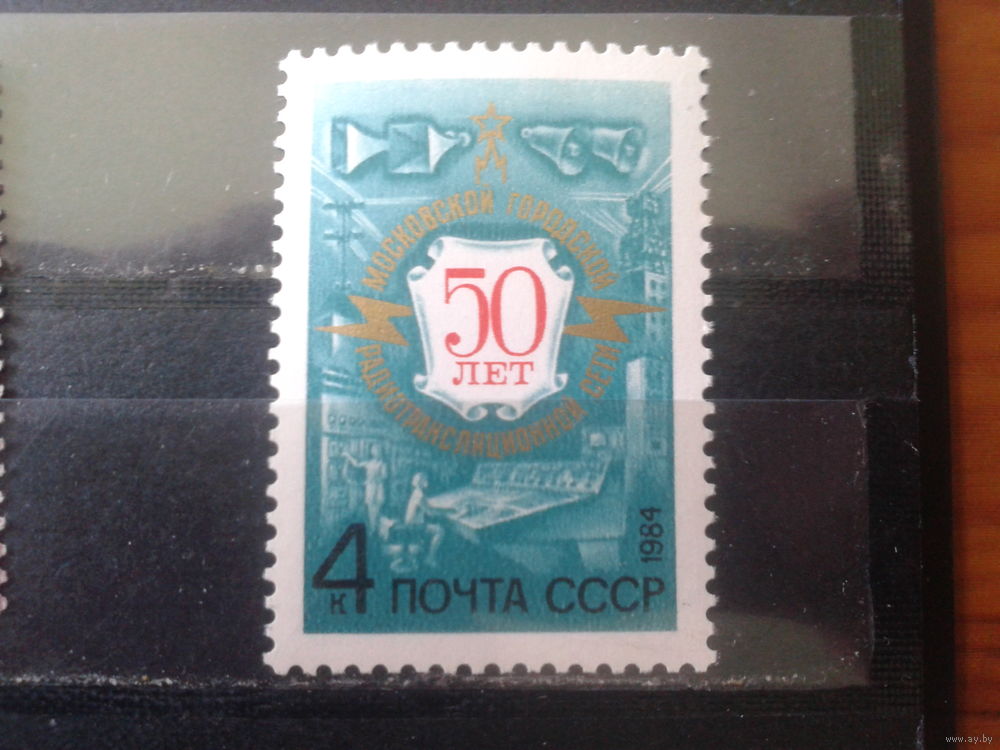 МОСКОВСКОЙ ГОРОДСКОЙ
РАДИОТРАНСЛЯЦИОННОЙ СЕТИ
50
ЛЕТ
1984
4 к ПОЧТА СССР
www.ay.by